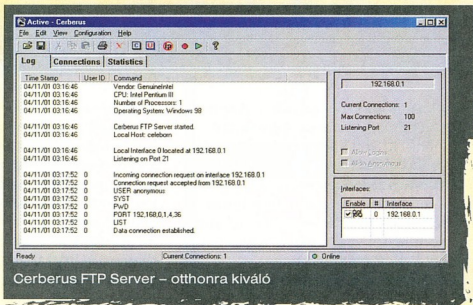 Active - Cerberus
File Edit View Configuration Help
Log Connections Statistics
Time Stamp User ID Command
04/11/01 03:16:46 Vendor: GenuineIntel
04/11/01 03:16:46 CPU: Intel Pentium III
04/11/01 03:16:46 Number of Processors: 1
04/11/01 03:16:46 Operating System: Windows 98
04/11/01 03:16:46 Cerberus FTP Server started.
04/11/01 03:16:46 Local Host: celeborn
04/11/01 03:16:46 Local Interface 0 located at 192.168.0.1
04/11/01 03:16:46 Listening on Port 21
04/11/01 03:17:52 0 Incoming connection request on interface 192.168.0.1
04/11/01 03:17:52 0 Connection request accepted from 192.168.0.1
04/11/01 03:17:52 0 USER anonymous
04/11/01 03:17:52 0 SYST
04/11/01 03:17:52 0 PWD
04/11/01 03:17:52 0 PORT 192,168,0,1,4,36
04/11/01 03:17:52 0 LIST
04/11/01 03:17:52 0 Data connection established.
192.168.0.1
Current Connections: 1
Max Connections: 100
Listening Port 21
Allow Logins
Allow Anonymous
Interfaces:
Enable # Interface
0 192.168.0.1
Ready Current Connections: 1 Online
Cerberus FTP Server – otthonra kiváló